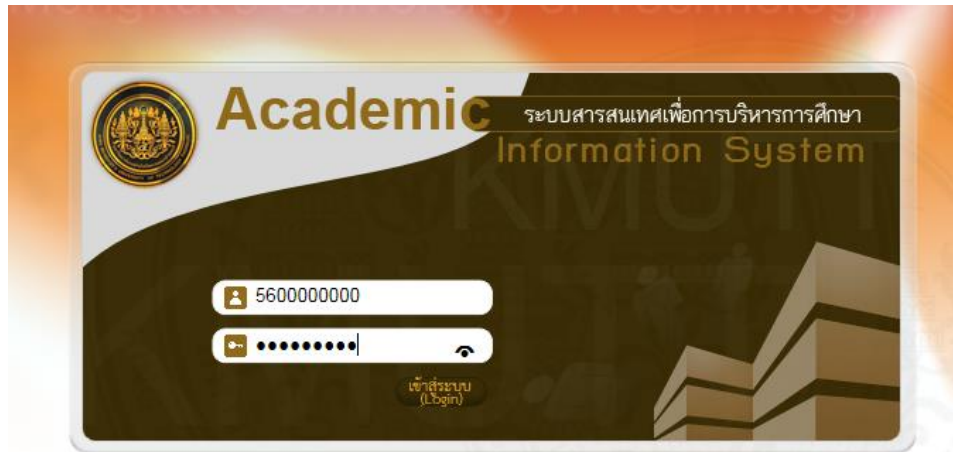 Academic
ระบบสารสนเทศเพื่อการบริหารการศึกษา
Information System
KMUTT
5600000000
●●●●●●●●●
เข้าสู่ระบบ
(Login)